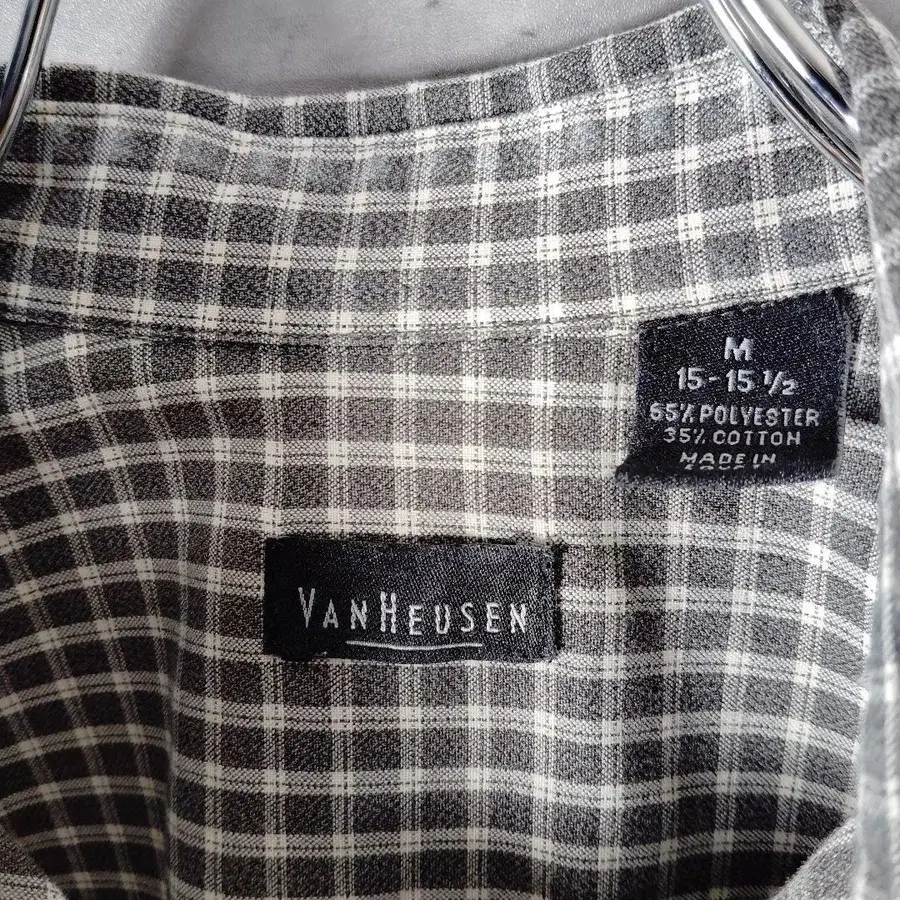 M
15-15 1/2
65% POLYESTER
35% COTTON
MADE IN
VANHEUSEN